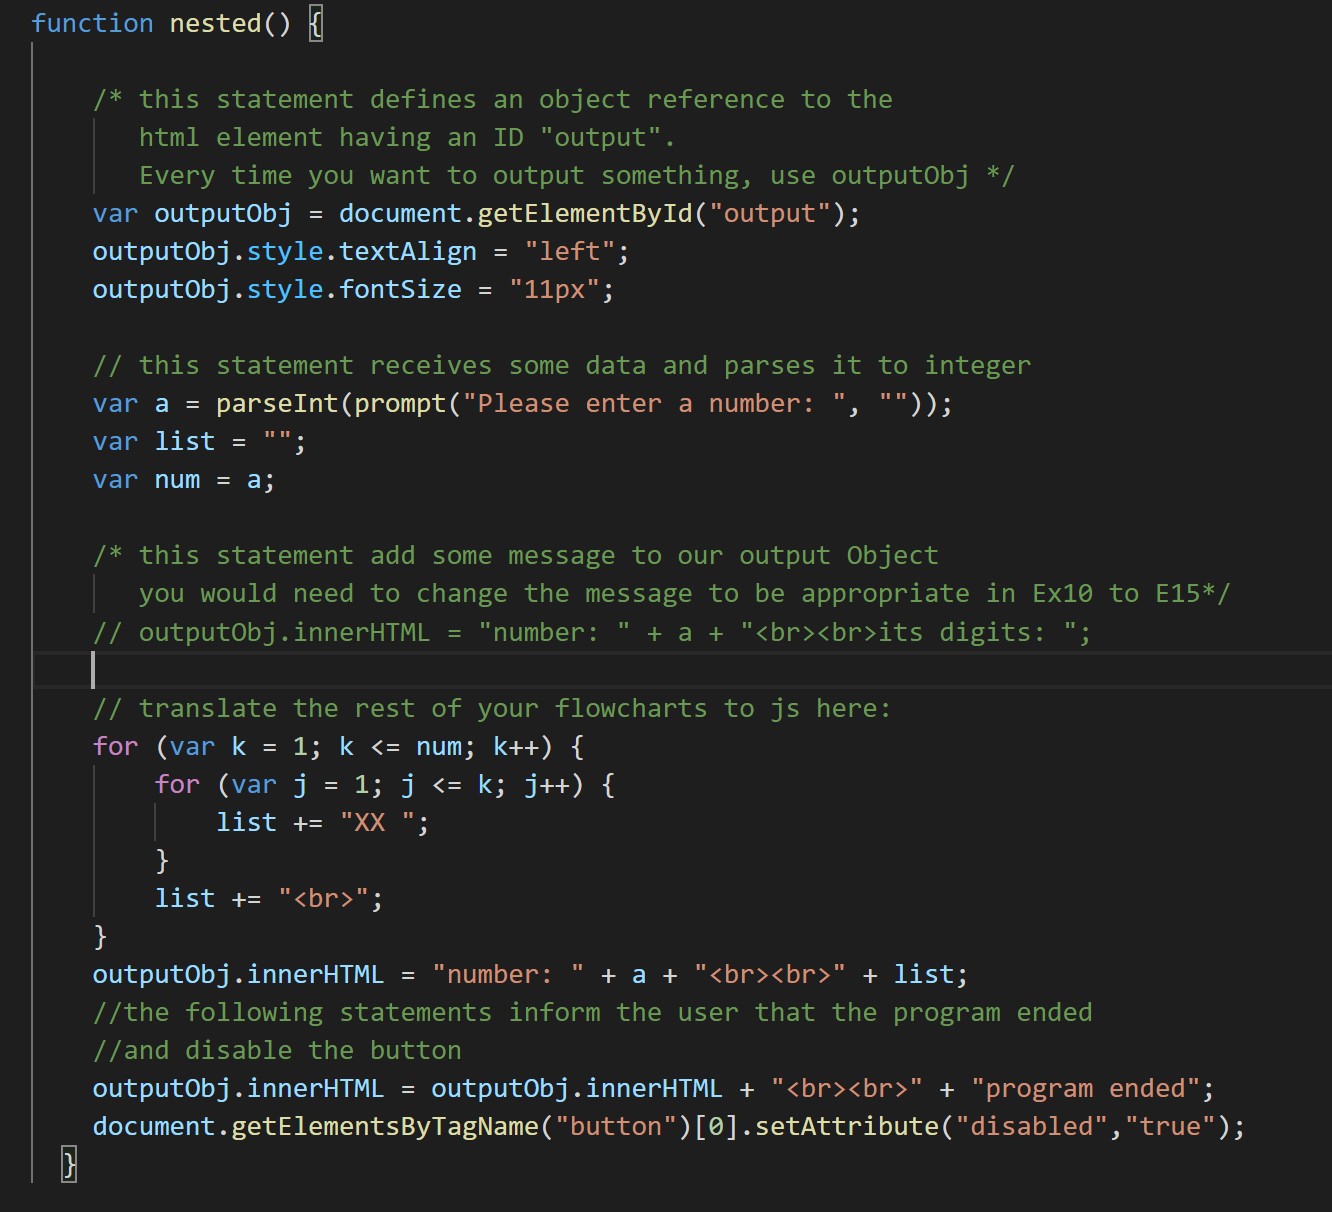 function nested() {
/* this statement defines an object reference to the
html element having an ID "output".
Every time you want to output something, use outputObj */
var outputObj = document.getElementById("output");
outputObj.style.textAlign = "left";
outputObj.style.fontSize = "11px";
// this statement receives some data and parses it to integer
var a = parseInt(prompt("Please enter a number: ", ""));
var list = "";
var num = a;
/* this statement add some message to our output Object
you would need to change the message to be appropriate in Ex10 to E15*/
// outputObj.innerHTML = "number: " + a + "<br><br>its digits: ";
// translate the rest of your flowcharts to js here:
for (var k = 1; k <= num; k++) {
for (var j = 1; j <= k; j++) {
list += "XX ";
}
list += "<br>";
}
outputObj.innerHTML = "number: " + a + "<br><br>" + list;
//the following statements inform the user that the program ended
//and disable the button
outputObj.innerHTML = outputObj.innerHTML + "<br><br>" + "program ended";
document.getElementsByTagName("button")[0].setAttribute("disabled","true");
}